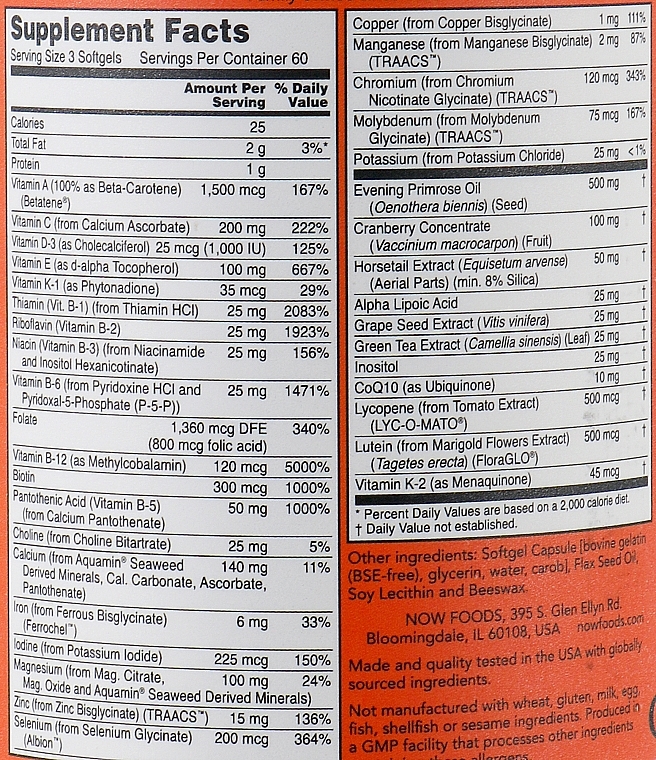 Supplement Facts
Serving Size 3 Softgels Servings Per Container 60
Amount Per Serving % Daily Value
Calories 25
Total Fat 2 g 3%*
Protein 1 g
Vitamin A (100% as Beta-Carotene) 1,500 mcg 167%
(Betatene®)
Vitamin C (from Calcium Ascorbate) 200 mg 222%
Vitamin D-3 (as Cholecalciferol) 25 mcg (1,000 IU) 125%
Vitamin E (as d-alpha Tocopherol) 100 mg 667%
Vitamin K-1 (as Phytonadione) 35 mcg 29%
Thiamin (Vit. B-1) (from Thiamin HCl) 25 mg 2083%
Riboflavin (Vitamin B-2) 25 mg 1923%
Niacin (Vitamin B-3) (from Niacinamide 25 mg 156%
and Inositol Hexanicotinate)
Vitamin B-6 (from Pyridoxine HCl and 25 mg 1471%
Pyridoxal-5-Phosphate (P-5-P))
Folate 1,360 mcg DFE 340%
(800 mcg folic acid)
Vitamin B-12 (as Methylcobalamin) 120 mcg 5000%
Biotin 300 mcg 1000%
Pantothenic Acid (Vitamin B-5) 50 mg 1000%
(from Calcium Pantothenate)
Choline (from Choline Bitartrate) 25 mg 5%
Calcium (from Aquamin® Seaweed 140 mg 11%
Derived Minerals, Cal. Carbonate, Ascorbate,
Pantothenate)
Iron (from Ferrous Bisglycinate) 6 mg 33%
(Ferrochel™)
Iodine (from Potassium Iodide) 225 mcg 150%
Magnesium (from Mag. Citrate, 100 mg 24%
Mag. Oxide and Aquamin® Seaweed Derived Minerals)
Zinc (from Zinc Bisglycinate) (TRAACS™) 15 mg 136%
Selenium (from Selenium Glycinate) 200 mcg 364%
(Albion™)
Copper (from Copper Bisglycinate) 1 mg 111%
Manganese (from Manganese Bisglycinate) 2 mg 87%
(TRAACS™)
Chromium (from Chromium 120 mcg 343%
Nicotinate Glycinate) (TRAACS™)
Molybdenum (from Molybdenum 75 mcg 167%
Glycinate) (TRAACS™)
Potassium (from Potassium Chloride) 25 mg <1%
Evening Primrose Oil 500 mg †
(Oenothera biennis) (Seed)
Cranberry Concentrate 100 mg †
(Vaccinium macrocarpon) (Fruit)
Horsetail Extract (Equisetum arvense) 50 mg †
(Aerial Parts) (min. 8% Silica)
Alpha Lipoic Acid 25 mg †
Grape Seed Extract (Vitis vinifera) 25 mg †
Green Tea Extract (Camellia sinensis) (Leaf) 25 mg †
Inositol 25 mg †
CoQ10 (as Ubiquinone) 10 mg †
Lycopene (from Tomato Extract) 500 mcg †
(LYC-O-MATO®)
Lutein (from Marigold Flowers Extract) 500 mcg †
(Tagetes erecta) (FloraGLO®)
Vitamin K-2 (as Menaquinone) 45 mcg †
* Percent Daily Values are based on a 2,000 calorie diet.
† Daily Value not established.
Other ingredients: Softgel Capsule [bovine gelatin
(BSE-free), glycerin, water, carob], Flax Seed Oil,
Soy Lecithin and Beeswax.
NOW FOODS, 395 S. Glen Ellyn Rd.
Bloomingdale, IL 60108, USA nowfoods.com
Made and quality tested in the USA with globally
sourced ingredients.
Not manufactured with wheat, gluten, milk, egg,
fish, shellfish or sesame ingredients. Produced in
a GMP facility that processes other ingredients